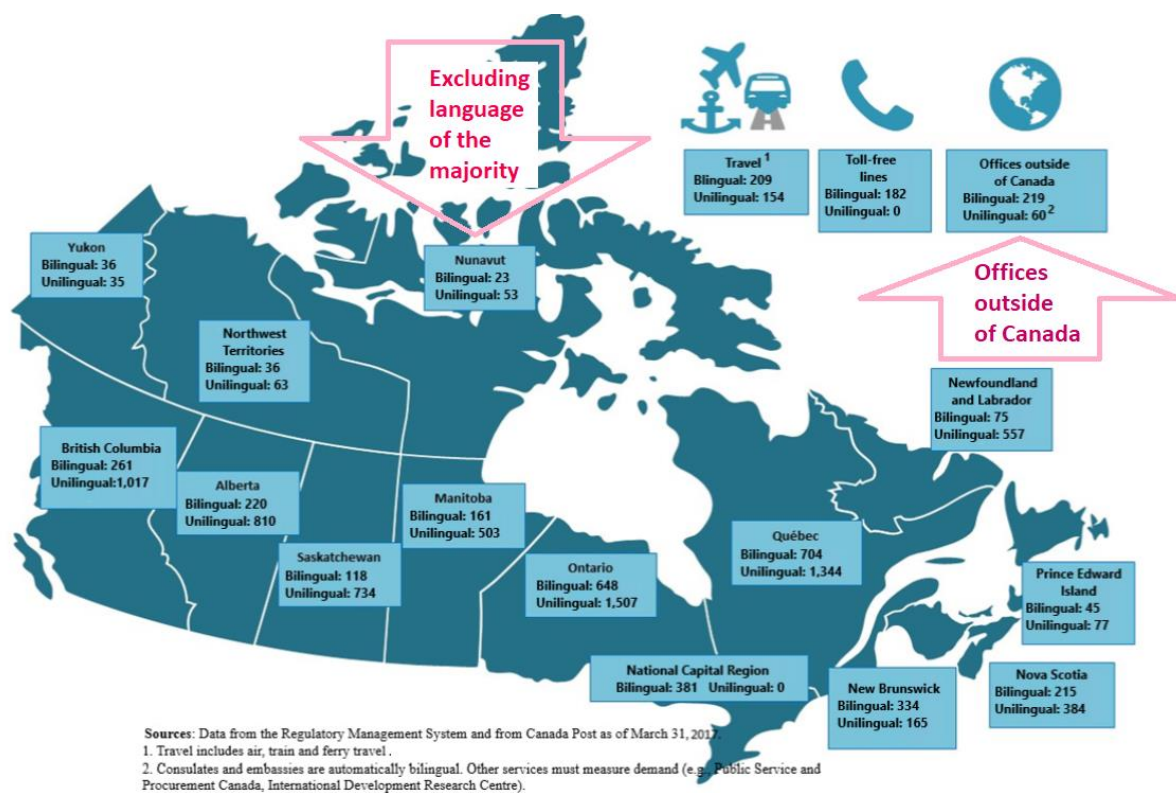 Excluding
language
of the
majority
Travel 1
Blingual: 209
Unilingual: 154
Toll-free
lines
Bilingual: 182
Unilingual: 0
Offices outside
of Canada
Bilingual: 219
Unilingual: 60 2
Offices
outside
of Canada
Yukon
Bilingual: 36
Unilingual: 35
Nunavut
Bilingual: 23
Unilingual: 53
Northwest
Territories
Bilingual: 36
Unilingual: 63
Newfoundland
and Labrador
Bilingual: 75
Unilingual: 557
British Columbia
Bilingual: 261
Unilingual:1,017
Alberta
Bilingual: 220
Unilingual: 810
Manitoba
Bilingual: 161
Unilingual: 503
Saskatchewan
Bilingual: 118
Unilingual: 734
Ontario
Bilingual: 648
Unilingual: 1,507
Québec
Bilingual: 704
Unilingual: 1,344
Prince Edward
Island
Bilingual: 45
Unilingual: 77
National Capital Region
Bilingual: 381 Unilingual: 0
New Brunswick
Bilingual: 334
Unilingual: 165
Nova Scotia
Bilingual: 215
Unilingual: 384
Sources: Data from the Regulatory Management System and from Canada Post as of March 31, 2017.
1. Travel includes air, train and ferry travel .
2. Consulates and embassies are automatically bilingual. Other services must measure demand (e.g., Public Service and
Procurement Canada, International Development Research Centre).